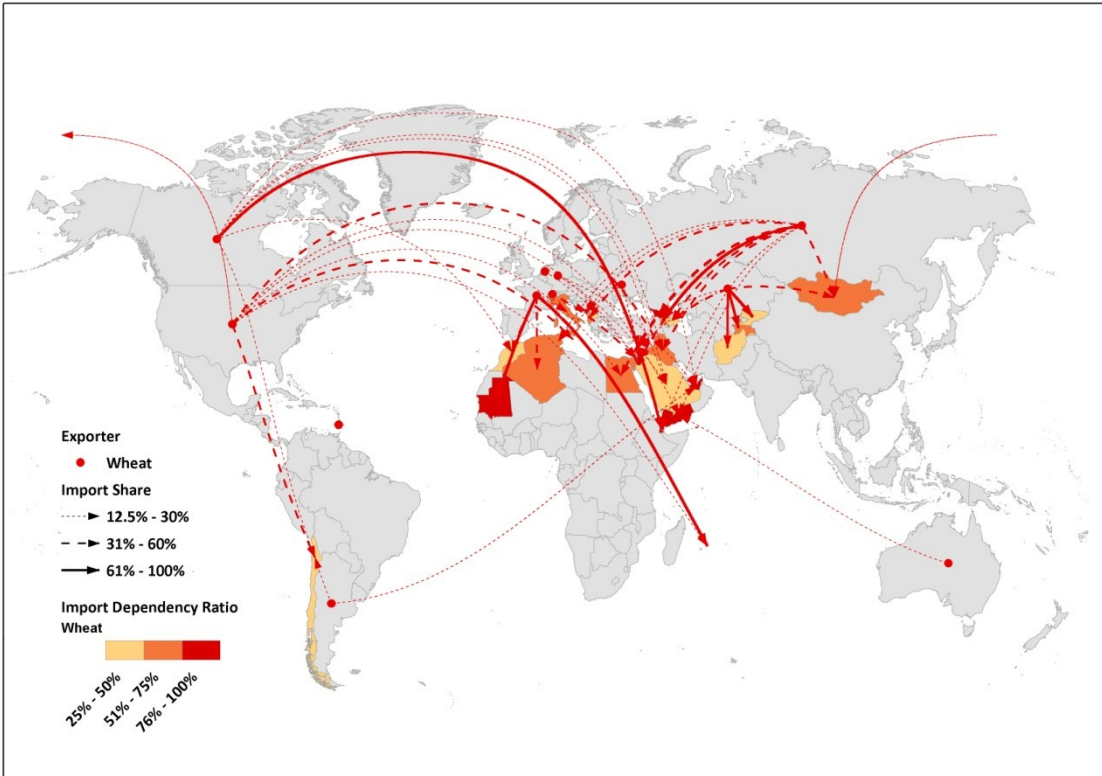 Exporter
Wheat
Import Share
12.5% - 30%
31% - 60%
61% - 100%
Import Dependency Ratio
Wheat
25% - 50%
51% - 75%
76% - 100%